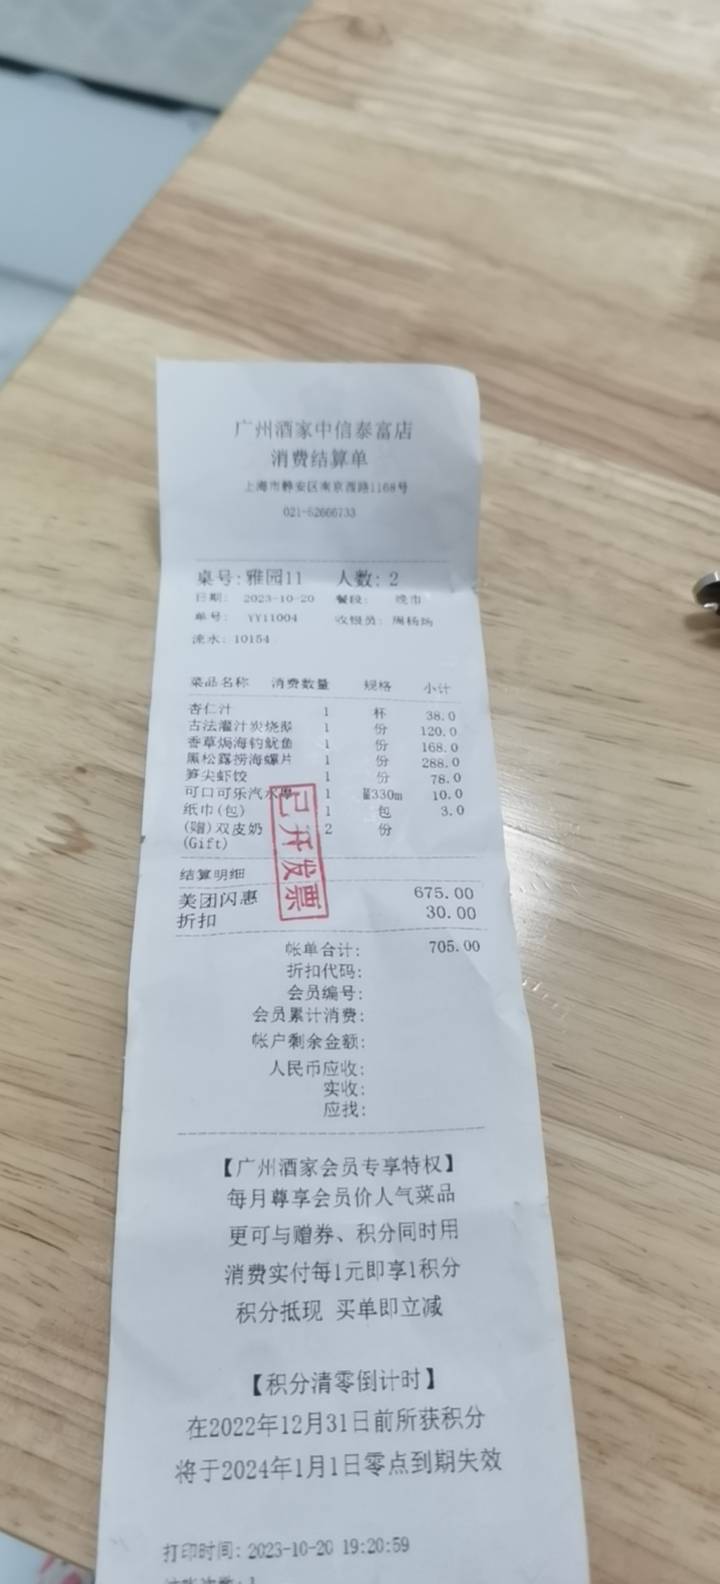 广州酒家中信泰富店
消费结算单
上海市静安区南京西路1168号
021-52666733
桌号:雅园11 人数: 2
日期: 2023-10-20 餐段: 晚市
单号: YY11004 收银员: 周杨
流水: 10154
菜品名称 消费数量 规格 小计
杏仁汁 1 杯 38.0
古法灌汁炭烧 1 份 120.0
香草焗海钓鱿鱼 1 份 168.0
黑松露捞海螺片 1 份 288.0
笋尖虾饺 1 份 78.0
可口可乐汽水 1 330m 10.0
纸巾(包) 1 包 3.0
(赠)双皮奶 2 份
(Gift)
已开发票
结算明细
美团闪惠 675.00
折扣 30.00
帐单合计: 705.00
折扣代码:
会员编号:
会员累计消费:
帐户剩余金额:
人民币应收:
实收:
应找:
【广州酒家会员专享特权】
每月尊享会员价人气菜品
更可与赠券、积分同时用
消费实付每1元即享1积分
积分抵现 买单即立减
【积分清零倒计时】
在2022年12月31日前所获积分
将于2024年1月1日零点到期失效
打印时间: 2023-10-20 19:20:59